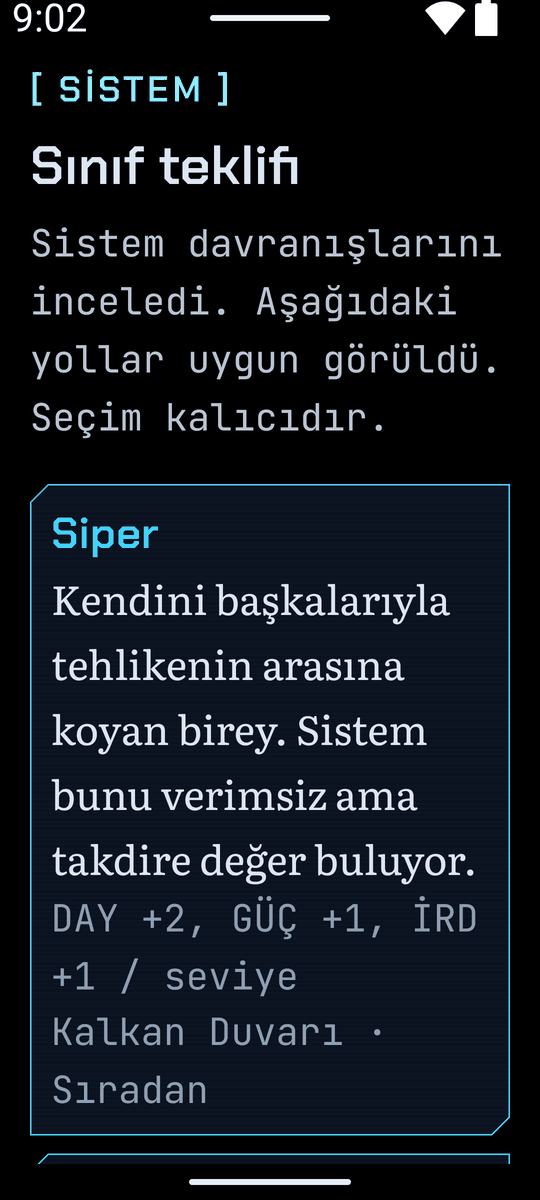 9:02
[ SİSTEM ]
Sınıf teklifi
Sistem davranışlarını
inceledi. Aşağıdaki
yollar uygun görüldü.
Seçim kalıcıdır.
Siper
Kendini başkalarıyla
tehlikenin arasına
koyan birey. Sistem
bunu verimsiz ama
takdire değer buluyor.
DAY +2, GÜÇ +1, İRD
+1 / seviye
Kalkan Duvarı ·
Sıradan